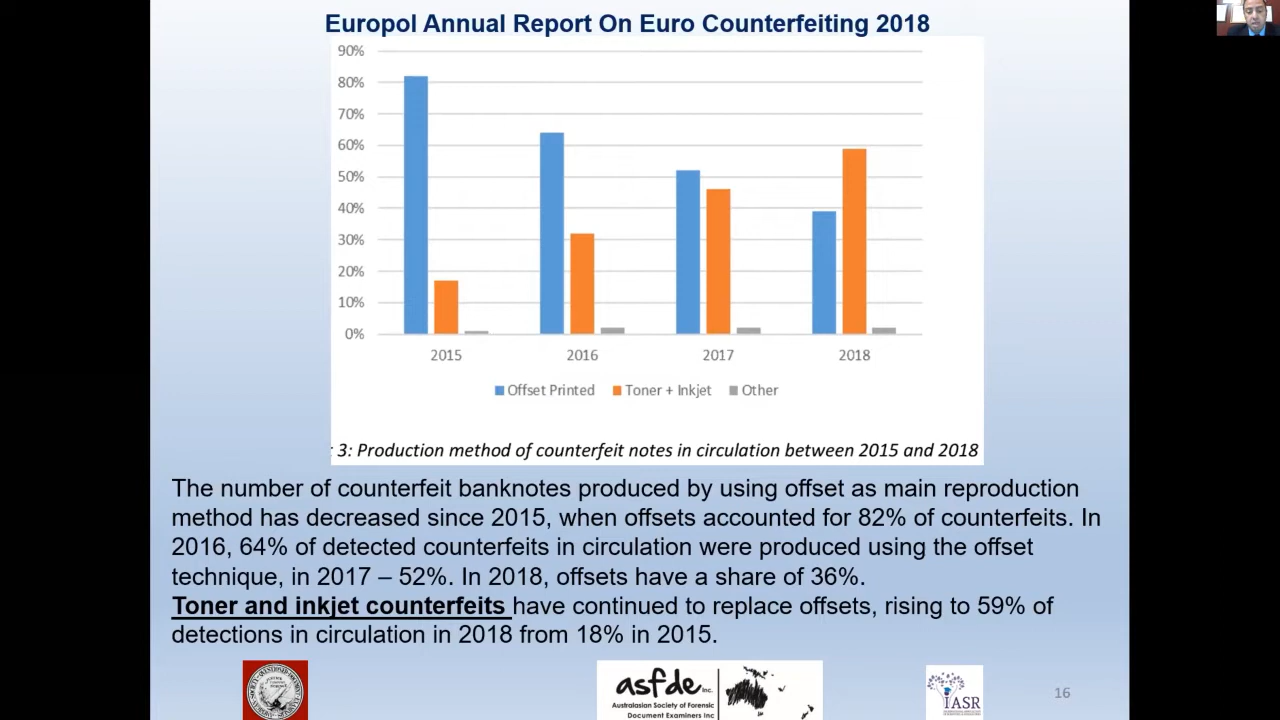 Europol Annual Report On Euro Counterfeiting 2018
90%
80%
70%
60%
50%
40%
30%
20%
10%
0%
2015 2016 2017 2018
Offset Printed Toner + Inkjet Other
3: Production method of counterfeit notes in circulation between 2015 and 2018
The number of counterfeit banknotes produced by using offset as main reproduction
method has decreased since 2015, when offsets accounted for 82% of counterfeits. In
2016, 64% of detected counterfeits in circulation were produced using the offset
technique, in 2017 – 52%. In 2018, offsets have a share of 36%.
Toner and inkjet counterfeits have continued to replace offsets, rising to 59% of
detections in circulation in 2018 from 18% in 2015.
asfde Inc.
Australasian Society of Forensic
Document Examiners Inc
IASR
16